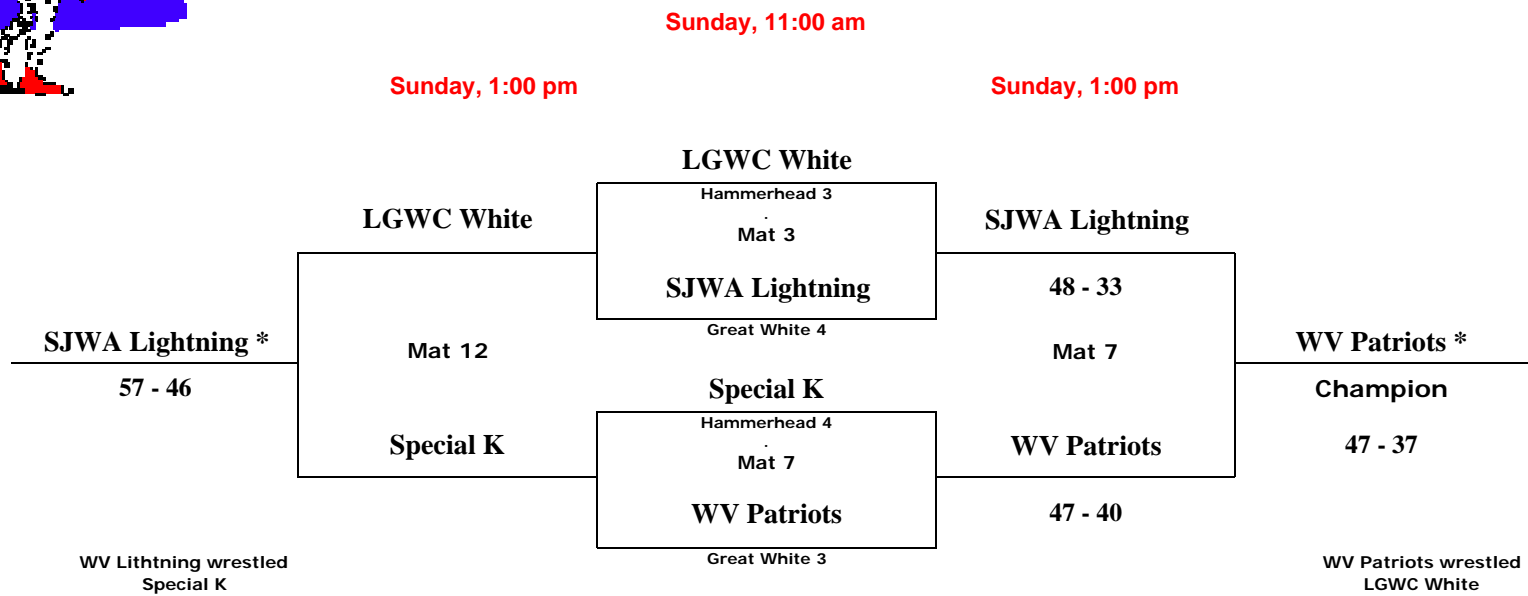 Sunday, 11:00 am
Sunday, 1:00 pm
Sunday, 1:00 pm
LGWC White
Hammerhead 3
.
Mat 3
SJWA Lightning
Great White 4
LGWC White
SJWA Lightning
48 - 33
SJWA Lightning *
57 - 46
Mat 12
Mat 7
WV Patriots *
Champion
47 - 37
Special K
Hammerhead 4
.
Mat 7
WV Patriots
Great White 3
Special K
WV Patriots
47 - 40
WV Lithtning wrestled
Special K
WV Patriots wrestled
LGWC White